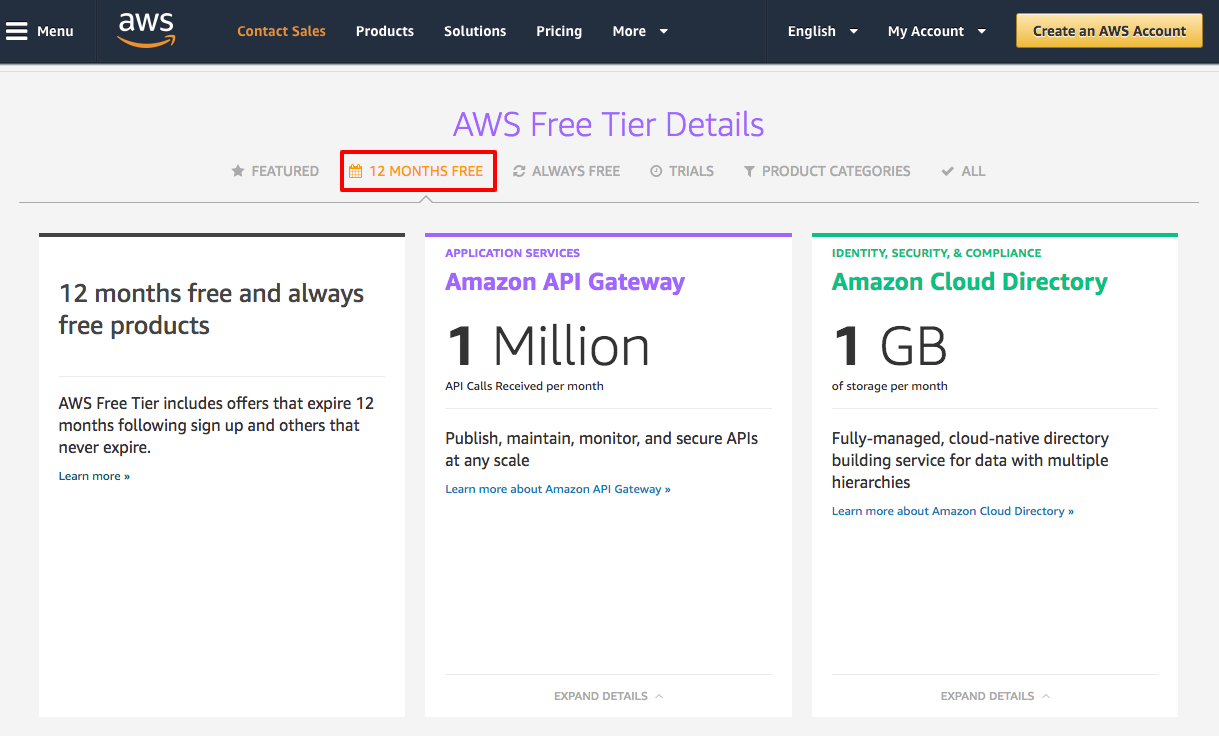 Menu
aws
Contact Sales
Products
Solutions
Pricing
More
English
My Account
Create an AWS Account
AWS Free Tier Details
FEATURED
12 MONTHS FREE
ALWAYS FREE
TRIALS
PRODUCT CATEGORIES
ALL
12 months free and always
free products
AWS Free Tier includes offers that expire 12
months following sign up and others that
never expire.
Learn more »
APPLICATION SERVICES
Amazon API Gateway
1 Million
API Calls Received per month
Publish, maintain, monitor, and secure APIs
at any scale
Learn more about Amazon API Gateway »
EXPAND DETAILS
IDENTITY, SECURITY, & COMPLIANCE
Amazon Cloud Directory
1 GB
of storage per month
Fully-managed, cloud-native directory
building service for data with multiple
hierarchies
Learn more about Amazon Cloud Directory »
EXPAND DETAILS